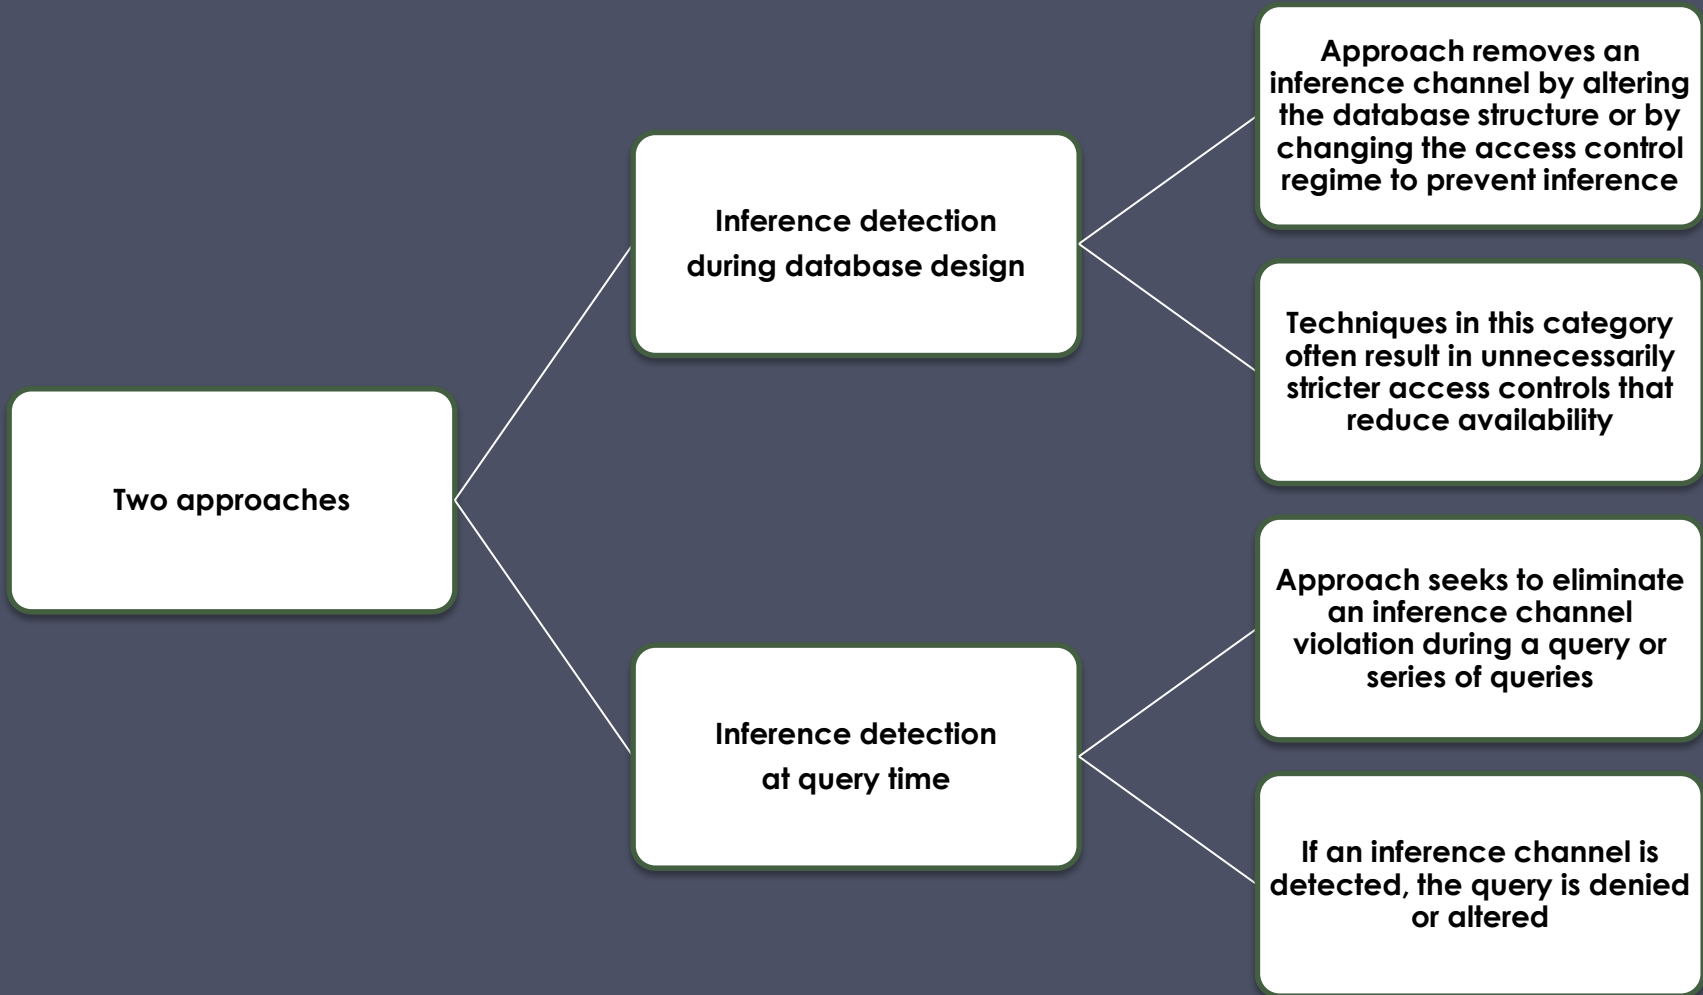 Two approaches
Inference detection
during database design
Approach removes an
inference channel by altering
the database structure or by
changing the access control
regime to prevent inference
Techniques in this category
often result in unnecessarily
stricter access controls that
reduce availability
Inference detection
at query time
Approach seeks to eliminate
an inference channel
violation during a query or
series of queries
If an inference channel is
detected, the query is denied
or altered